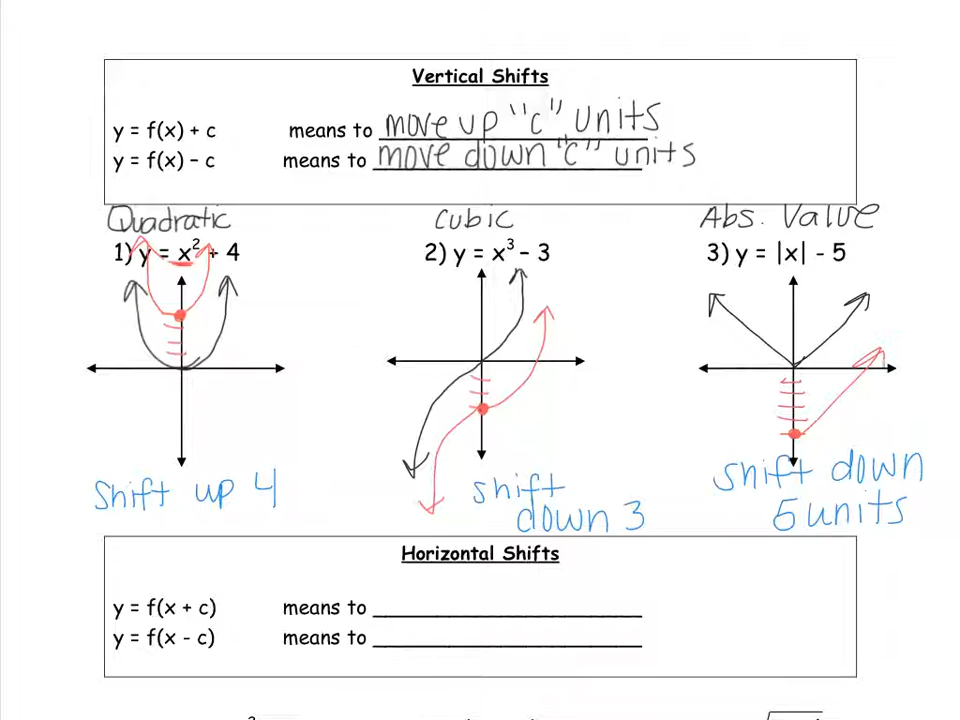 Vertical Shifts
y = f(x) + c means to move up "c" units
y = f(x) – c means to move down "c" units
Quadratic Cubic Abs. Value
1) y = x² + 4 2) y = x³ – 3 3) y = |x| - 5
Shift up 4 shift down 3 shift down 5 units
Horizontal Shifts
y = f(x + c) means to
y = f(x - c) means to